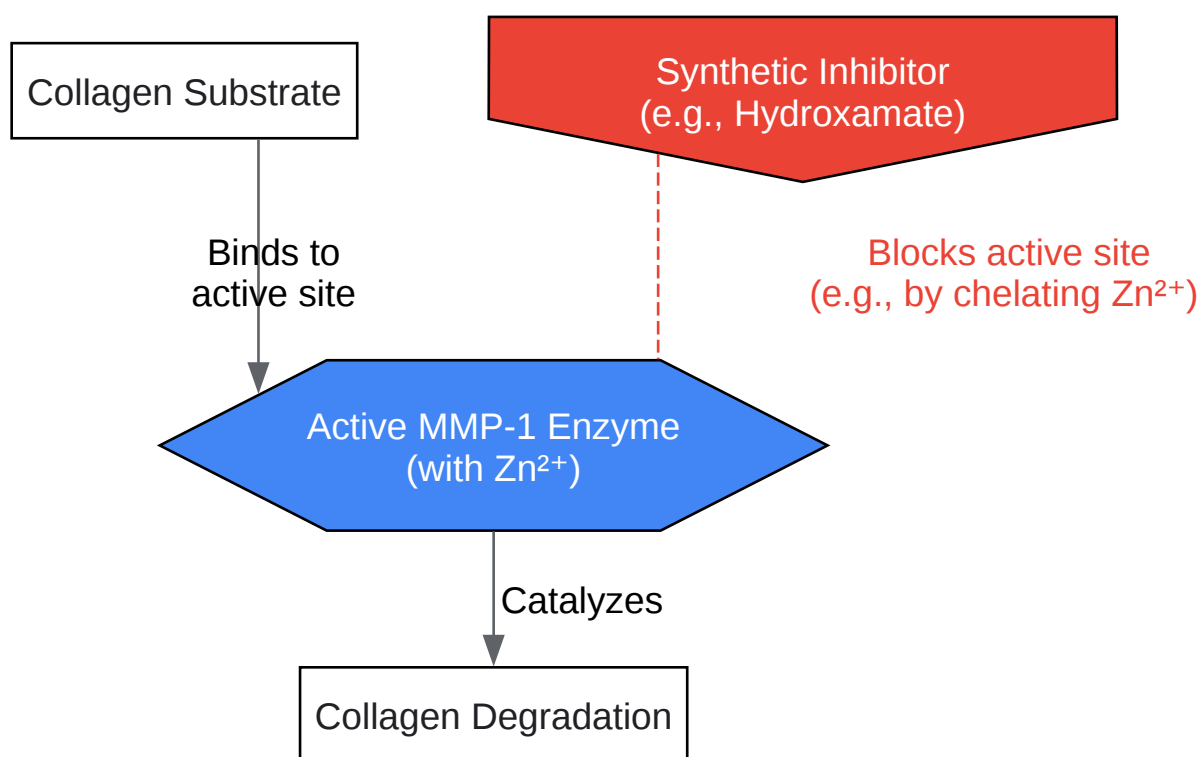 Collagen Substrate
Synthetic Inhibitor
(e.g., Hydroxamate)
Binds to
active site
Blocks active site
(e.g., by chelating Zn²⁺)
Active MMP-1 Enzyme
(with Zn²⁺)
Catalyzes
Collagen Degradation